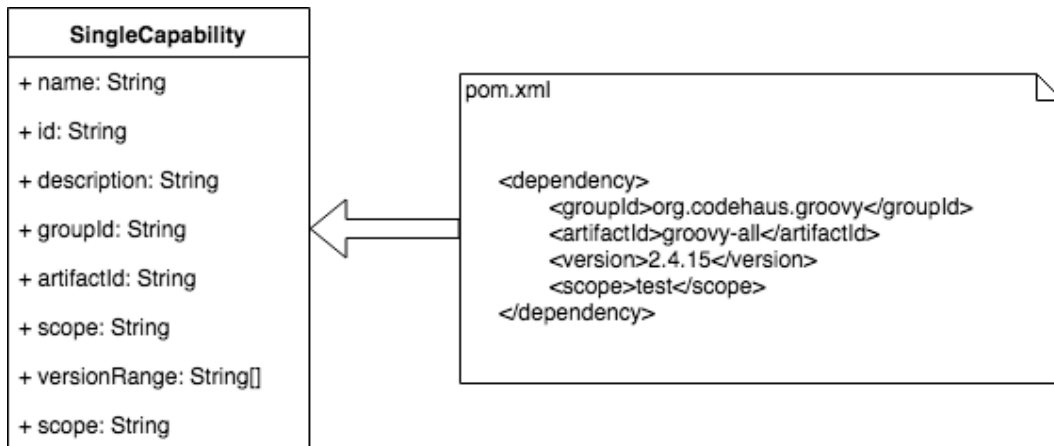 SingleCapability
+ name: String
+ id: String
+ description: String
+ groupId: String
+ artifactId: String
+ scope: String
+ versionRange: String[]
+ scope: String
pom.xml
<dependency>
<groupId>org.codehaus.groovy</groupId>
<artifactId>groovy-all</artifactId>
<version>2.4.15</version>
<scope>test</scope>
</dependency>